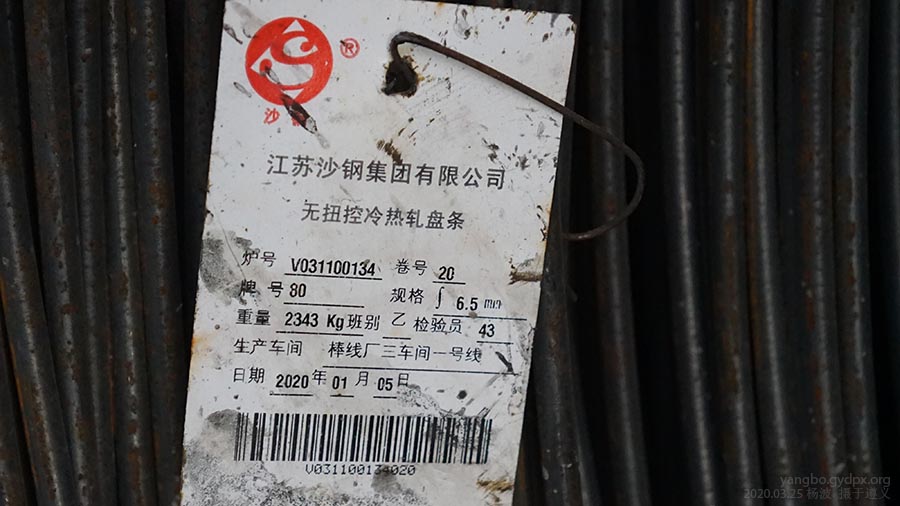 ®
沙
江苏沙钢集团有限公司
无扭控冷热轧盘条
炉号 V031100134 卷号 20
牌号 80 规格 ∫ 6.5 mm
重量 2343 Kg 班别 乙 检验员 43
生产车间 棒线厂三车间一号线
日期 2020 年 01 月 05 日
V031100134020
yangbo.gydpx.org
2020.03.25 杨波 摄于遵义